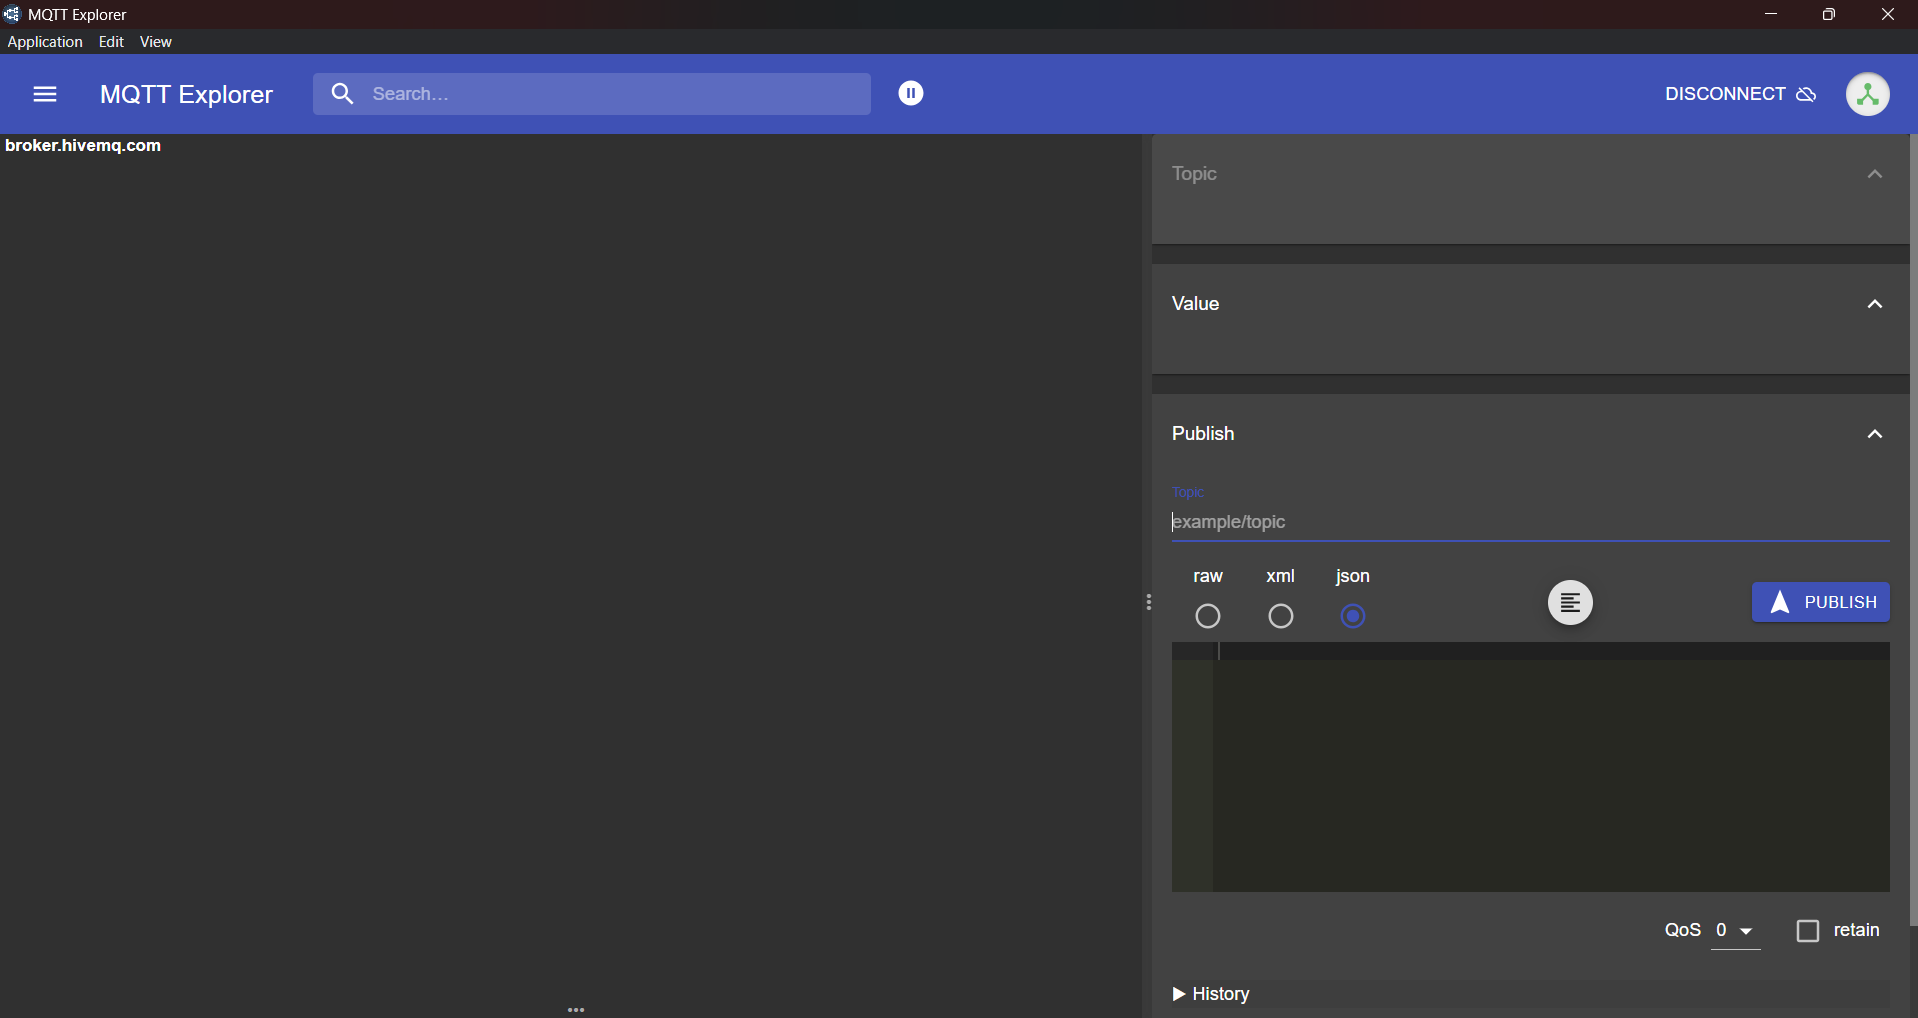 MQTT Explorer
Application Edit View
MQTT Explorer Search... DISCONNECT
broker.hivemq.com
Topic
Value
Publish
Topic
example/topic
raw xml json
PUBLISH
QoS 0 retain
History